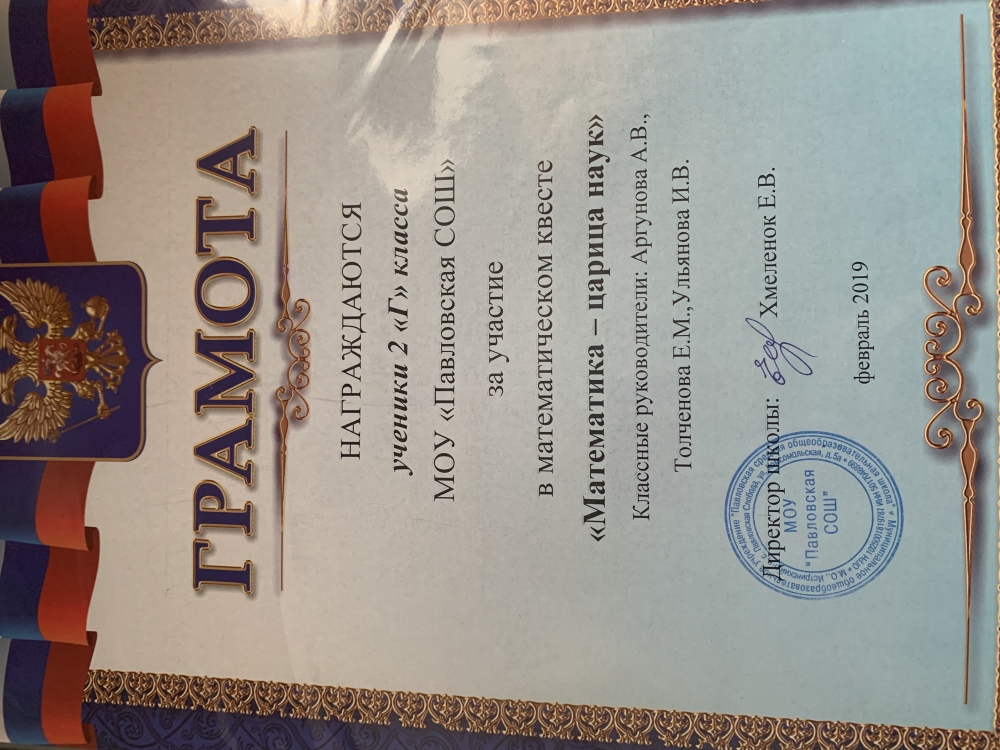 ГРАМОТА
НАГРАЖДАЮТСЯ
ученики 2 «Г» класса
МОУ «Павловская СОШ»
за участие
в математическом квесте
«Математика – царица наук»
Классные руководители: Аргунова А.В.,
Толченова Е.М.,Ульянова И.В.
Директор школы: Хмеленок Е.В.
МОУ
"Павловская
СОШ"
февраль 2019